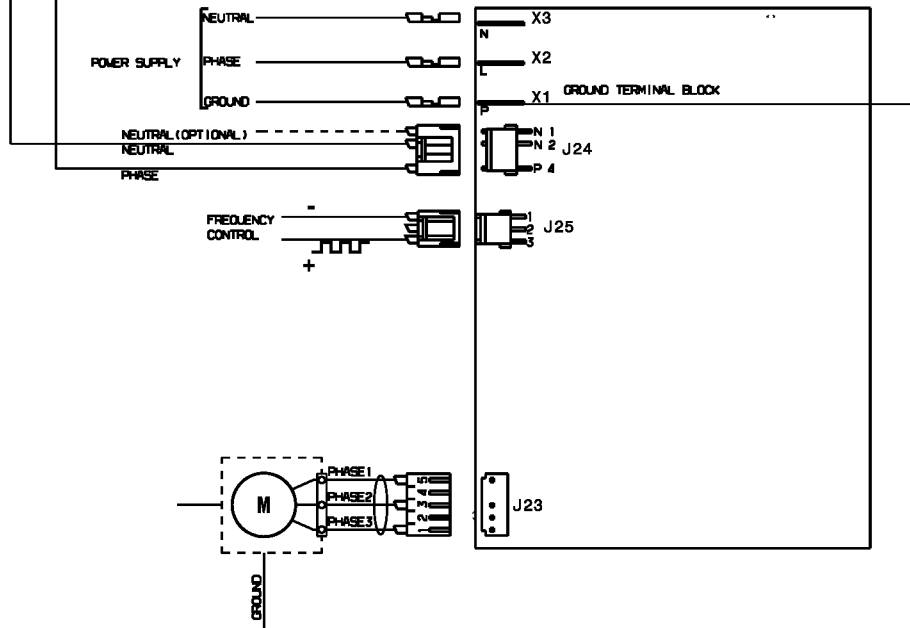 NEUTRAL
X3
N
POWER SUPPLY
PHASE
X2
L
GROUND
X1
GROUND TERMINAL BLOCK
P
NEUTRAL(OPTIONAL)
NEUTRAL
PHASE
N 1
N 2
J24
P 4
-
FREQUENCY
CONTROL
+
1
2
3
J25
M
PHASE1
PHASE2
PHASE3
5
4
3
2
1
J23
GROUND